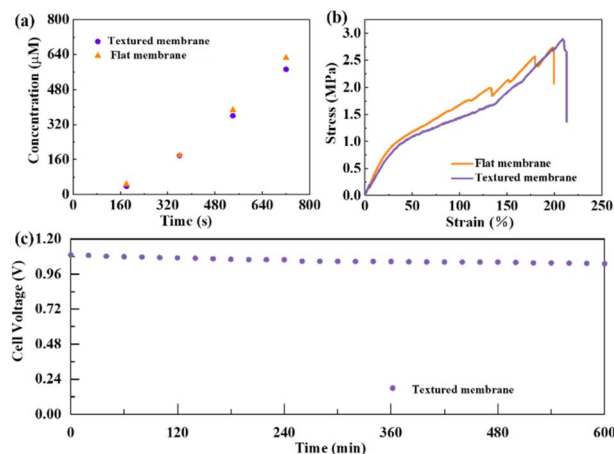 (a)
800
640
480
320
160
0
Concentration (μM)
Textured membrane
Flat membrane
0 160 320 480 640 800
Time (s)
(b)
3.0
2.5
2.0
1.5
1.0
0.5
0.0
Stress (MPa)
Flat membrane
Textured membrane
0 50 100 150 200 250
Strain (%)
(c)
1.20
0.96
0.72
0.48
0.24
0.00
Cell Voltage (V)
Textured membrane
0 120 240 360 480 600
Time (min)